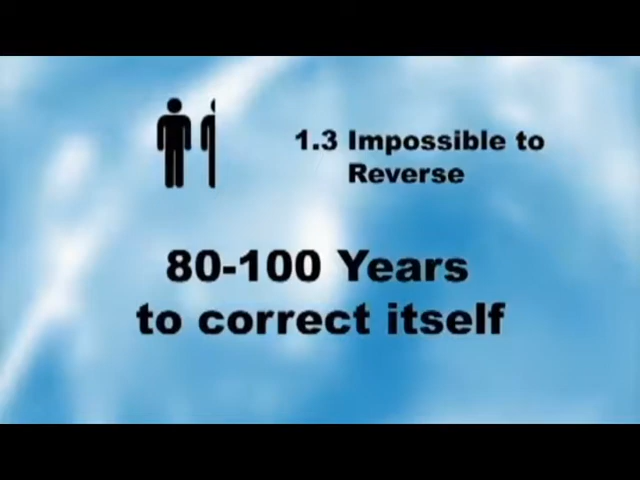 1.3 Impossible to
Reverse
80-100 Years
to correct itself